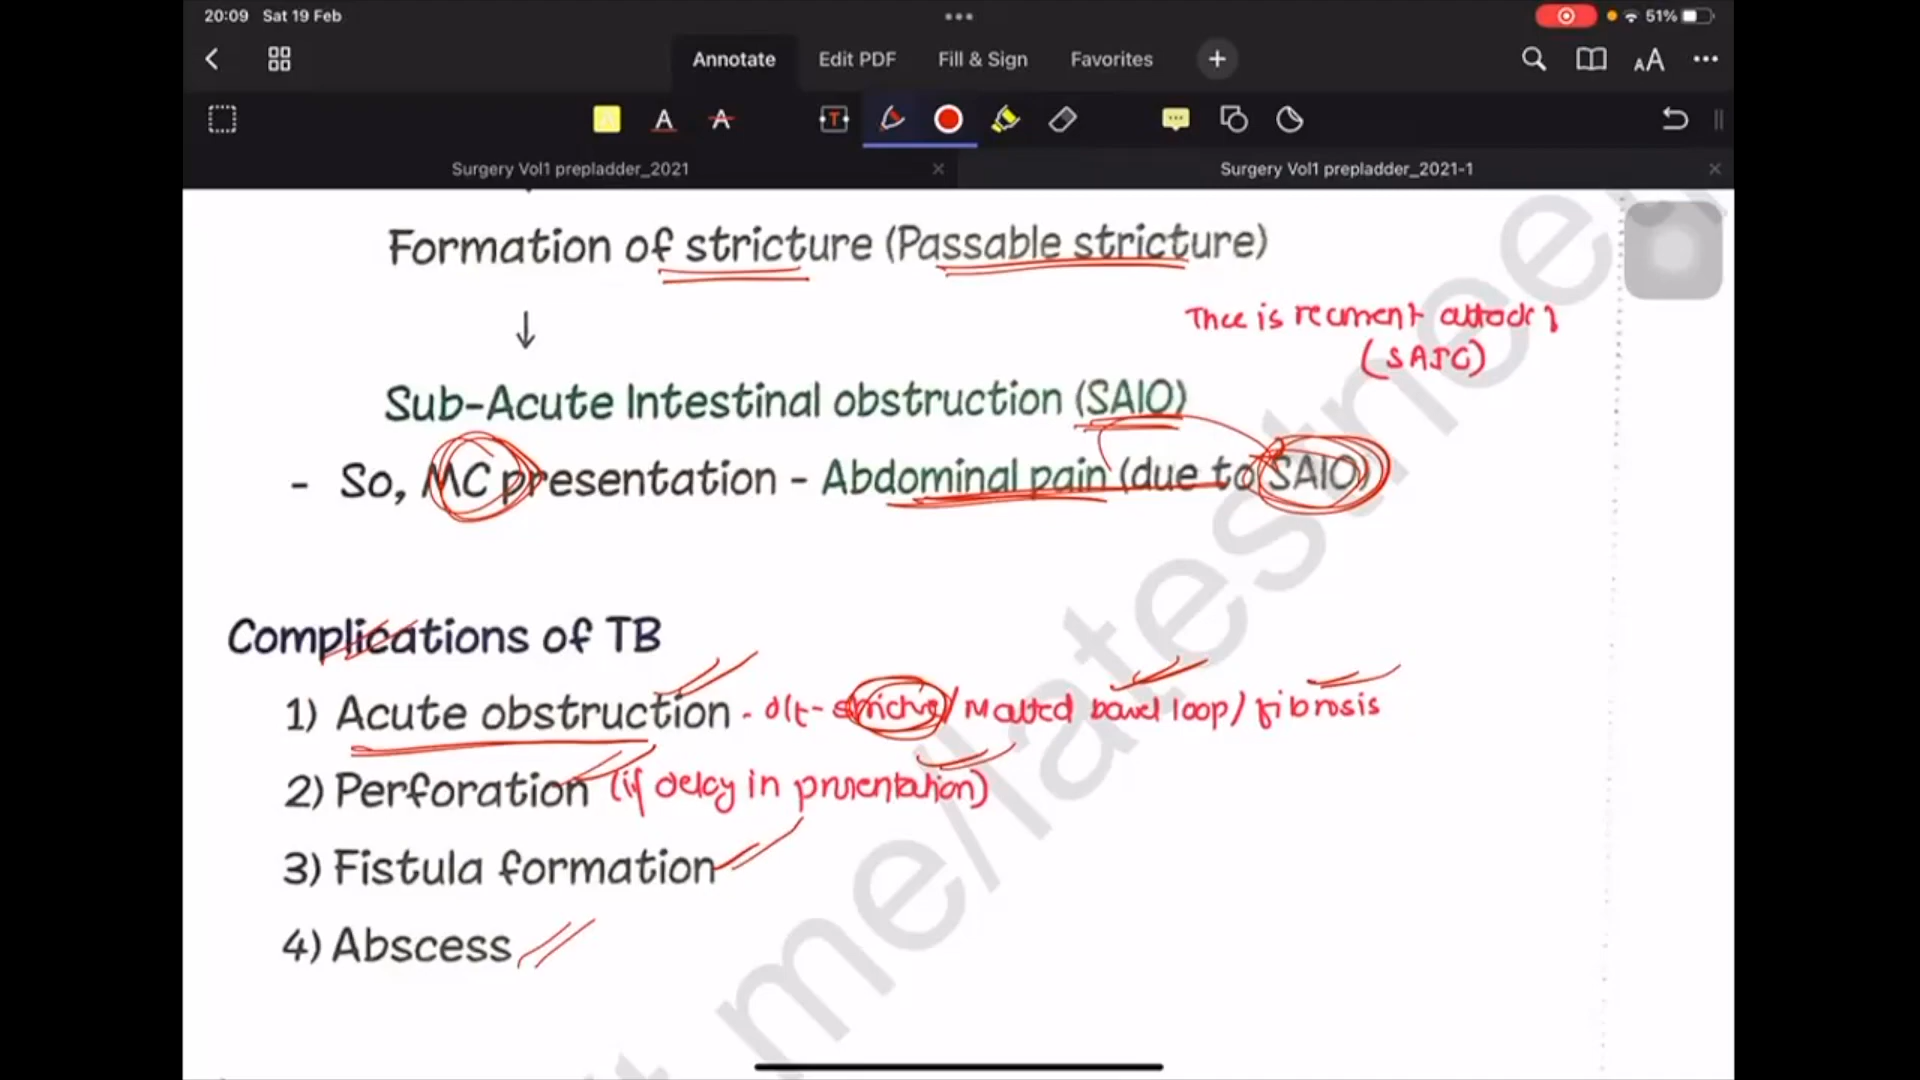 20:09 Sat 19 Feb
51%
Annotate Edit PDF Fill & Sign Favorites
AA
A A T
Surgery Vol1 prepladder_2021
Surgery Vol1 prepladder_2021-1
Formation of stricture (Passable stricture)
There is recurrent attack
(SAIO)
Sub-Acute Intestinal obstruction (SAIO)
- So, MC presentation - Abdominal pain (due to SAIO)
Complications of TB
1) Acute obstruction - d/t - stricture/Matted bowel loop/fibrosis
2) Perforation (if delay in presentation)
3) Fistula formation
4) Abscess
t.me/latestneet